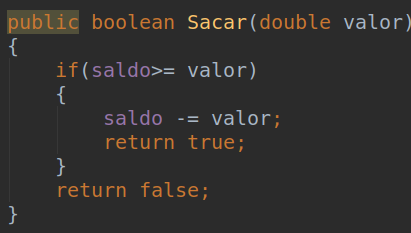 public boolean Sacar(double valor)
{
if(saldo>= valor)
{
saldo -= valor;
return true;
}
return false;
}